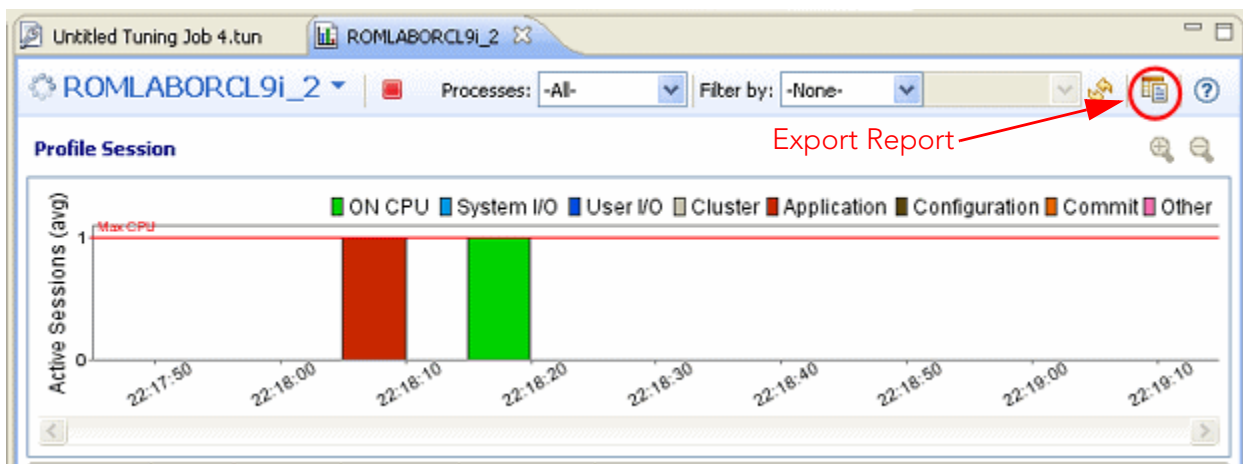 Untitled Tuning Job 4.tun
ROMLABORCL9i_2
ROMLABORCL9i_2
Processes: -All-
Filter by: -None-
Export Report
Profile Session
ON CPU System I/O User I/O Cluster Application Configuration Commit Other
Max CPU
Active Sessions (avg)
1
0
22:17:50 22:18:00 22:18:10 22:18:20 22:18:30 22:18:40 22:18:50 22:19:00 22:19:10